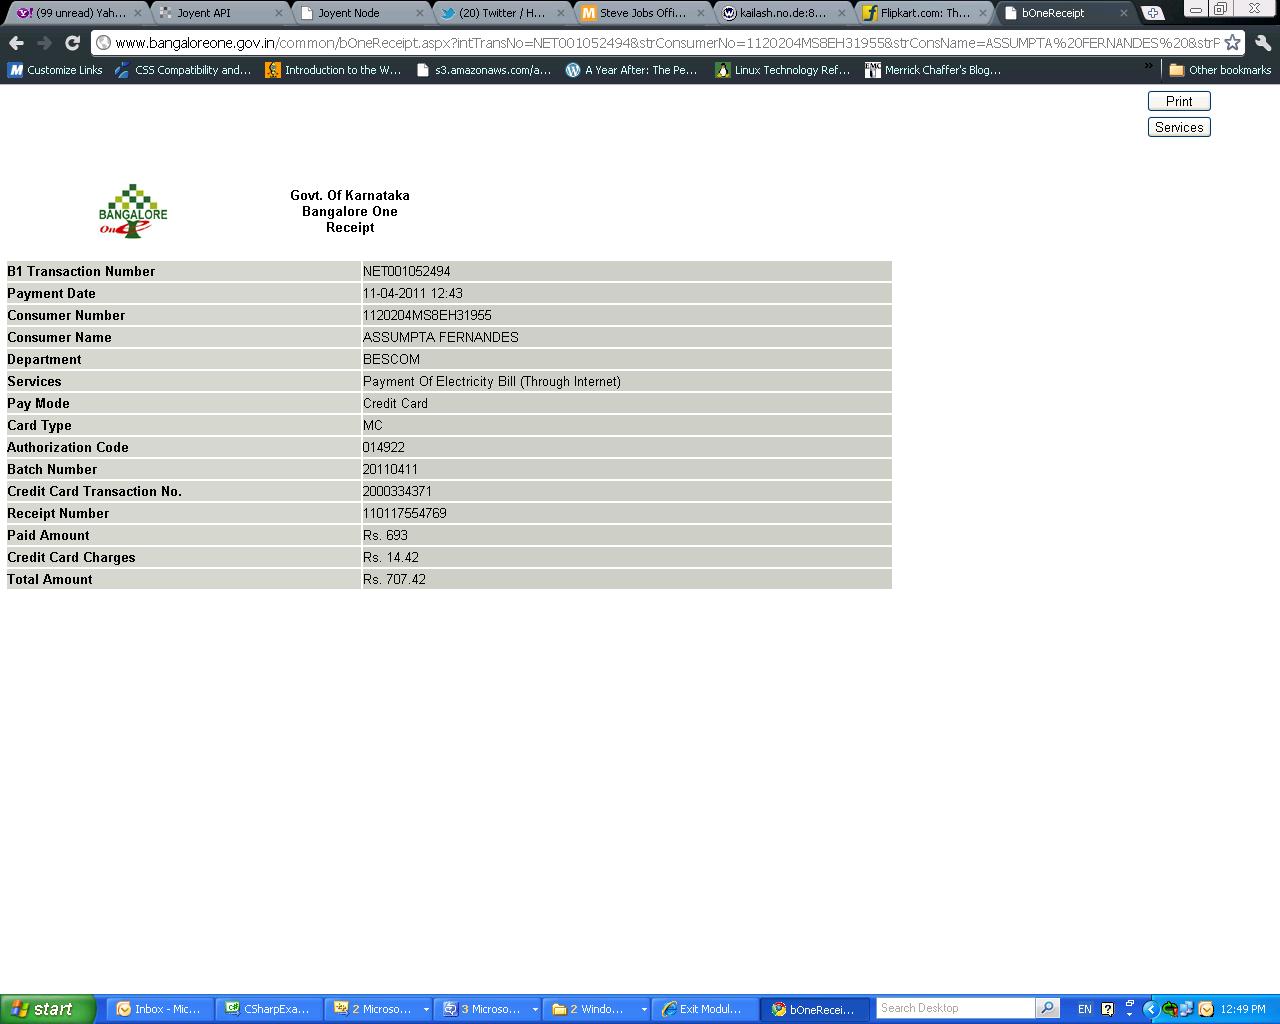 (99 unread) Yah... Joyent API Joyent Node (20) Twitter / H... Steve Jobs Offi... kailash.no.de:8... Flipkart.com: Th... bOneReceipt
www.bangaloreone.gov.in/common/bOneReceipt.aspx?intTransNo=NET001052494&strConsumerNo=1120204MS8EH31955&strConsName=ASSUMPTA%20FERNANDES%20&strP
Customize Links CSS Compatibility and... Introduction to the W... s3.amazonaws.com/a... A Year After: The Pe... Linux Technology Ref... EMC Merrick Chaffer's Blog... » Other bookmarks
Print
Services
BANGALORE
One
Govt. Of Karnataka
Bangalore One
Receipt
B1 Transaction Number NET001052494
Payment Date 11-04-2011 12:43
Consumer Number 1120204MS8EH31955
Consumer Name ASSUMPTA FERNANDES
Department BESCOM
Services Payment Of Electricity Bill (Through Internet)
Pay Mode Credit Card
Card Type MC
Authorization Code 014922
Batch Number 20110411
Credit Card Transaction No. 2000334371
Receipt Number 110117554769
Paid Amount Rs. 693
Credit Card Charges Rs. 14.42
Total Amount Rs. 707.42
start Inbox - Mic... CSharpExa... 2 Microso... 3 Microso... 2 Windo... Exit Modul... bOneRecei... Search Desktop EN 12:49 PM